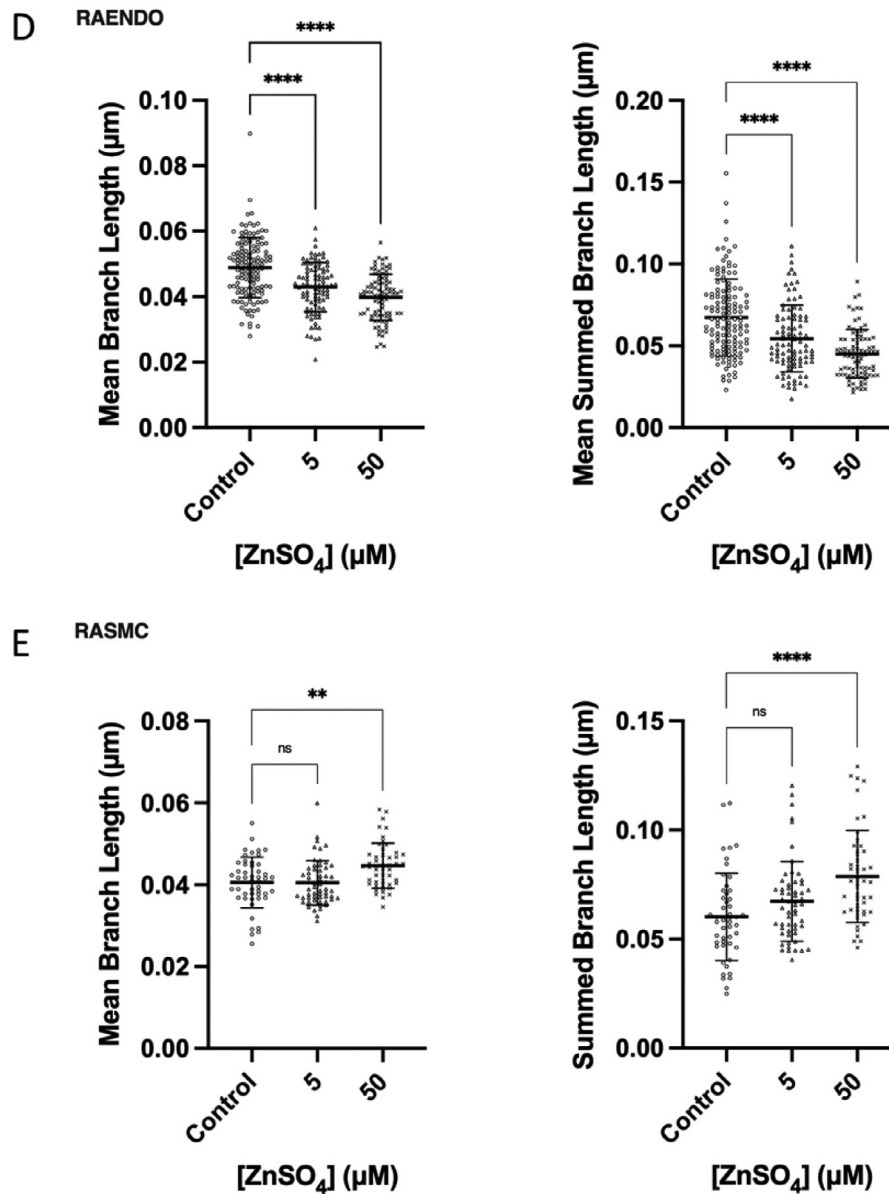 D
RAENDO
****
****
Mean Branch Length (µm)
0.10
0.08
0.06
0.04
0.02
0.00
Control
5
50
[ZnSO4] (µM)
****
****
Mean Summed Branch Length (µm)
0.20
0.15
0.10
0.05
0.00
Control
5
50
[ZnSO4] (µM)
E
RASMC
**
ns
Mean Branch Length (µm)
0.08
0.06
0.04
0.02
0.00
Control
5
50
[ZnSO4] (µM)
****
ns
Summed Branch Length (µm)
0.15
0.10
0.05
0.00
Control
5
50
[ZnSO4] (µM)